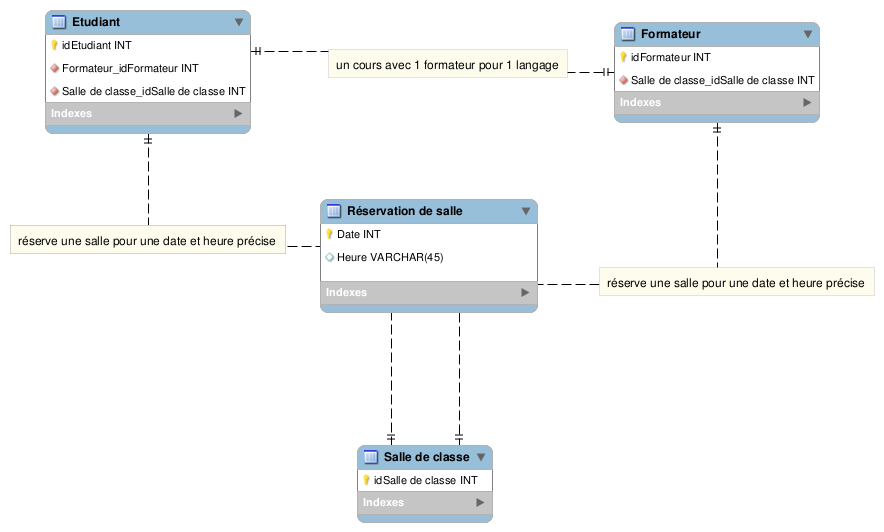 Etudiant
idEtudiant INT
Formateur_idFormateur INT
Salle de classe_idSalle de classe INT
Indexes
un cours avec 1 formateur pour 1 langage
Formateur
idFormateur INT
Salle de classe_idSalle de classe INT
Indexes
réserve une salle pour une date et heure précise
Réservation de salle
Date INT
Heure VARCHAR(45)
Indexes
réserve une salle pour une date et heure précise
Salle de classe
idSalle de classe INT
Indexes